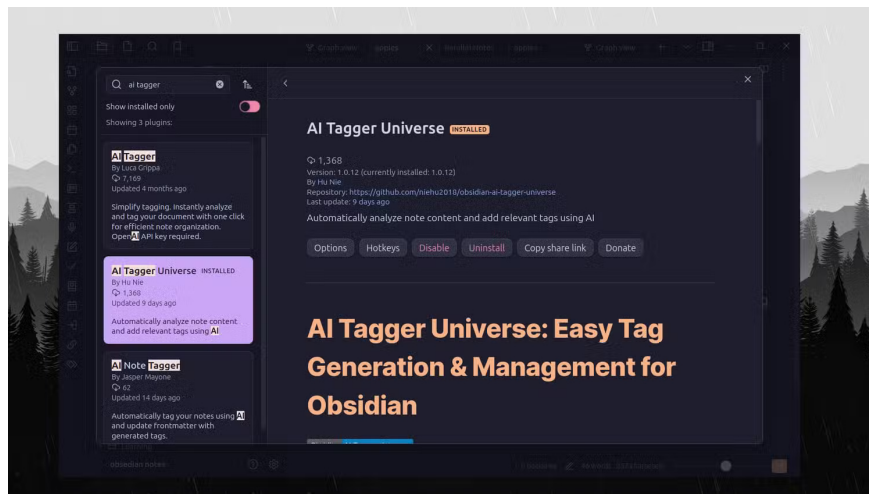 Graph view
ai tagger
Show installed only
Showing 3 plugins:
AI Tagger
By Luca Grippa
7,169
Updated 4 months ago
Simplify tagging. Instantly analyze
and tag your document with one click
for efficient note organization.
OpenAI API key required.
AI Tagger Universe INSTALLED
By Hu Nie
1,368
Updated 9 days ago
Automatically analyze note content
and add relevant tags using AI
AI Note Tagger
By Jasper Mayone
62
Updated 14 days ago
Automatically tag your notes using AI
and update frontmatter with
generated tags.
AI Tagger Universe INSTALLED
1,368
Version: 1.0.12 (currently installed: 1.0.12)
By Hu Nie
Repository: https://github.com/niehu2018/obsidian-ai-tagger-universe
Last update: 9 days ago
Automatically analyze note content and add relevant tags using AI
Options Hotkeys Disable Uninstall Copy share link Donate
AI Tagger Universe: Easy Tag
Generation & Management for
Obsidian
obsidian notes